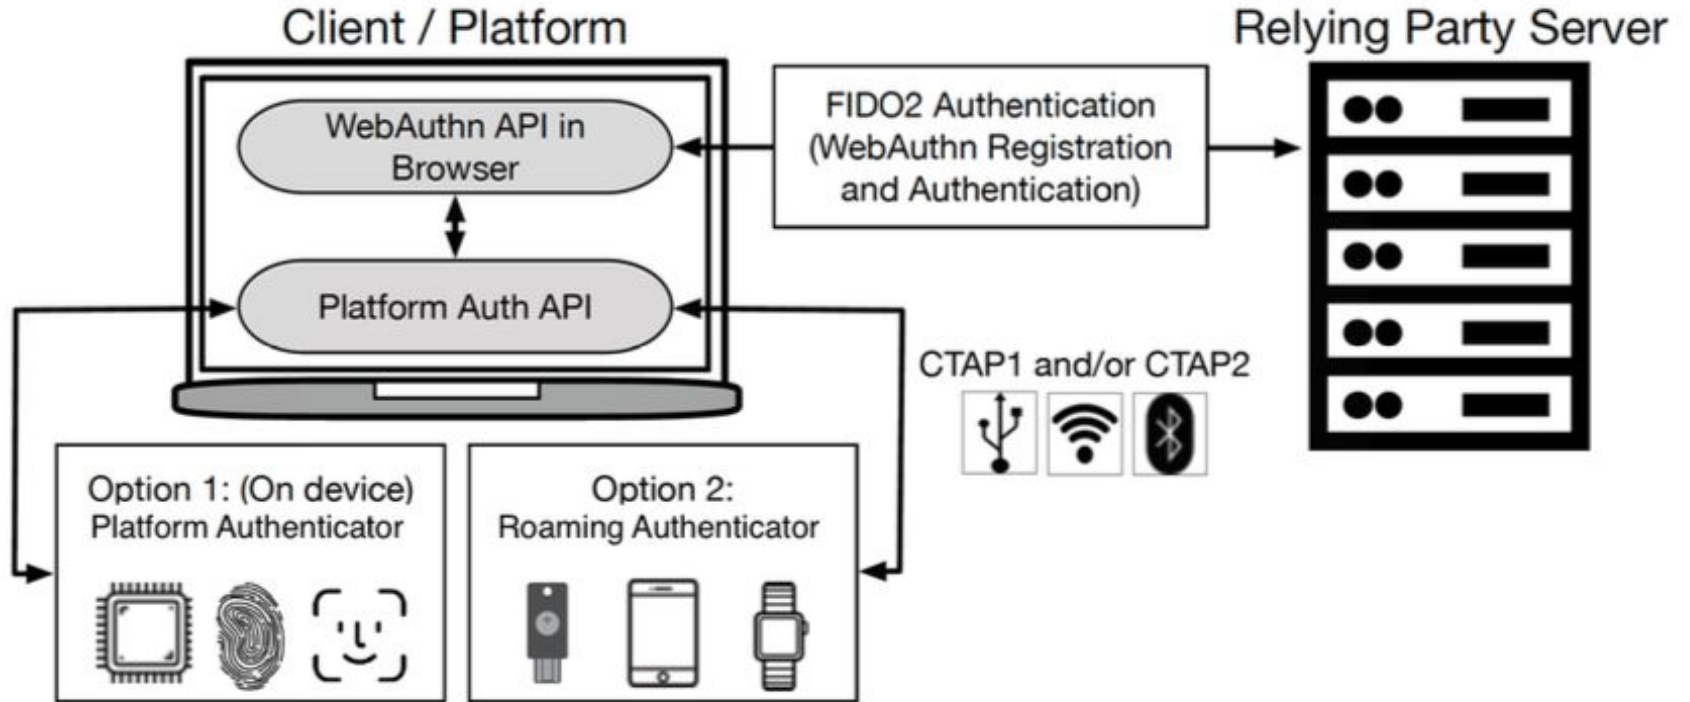 Client / Platform
Relying Party Server
WebAuthn API in
Browser
FIDO2 Authentication
(WebAuthn Registration
and Authentication)
Platform Auth API
CTAP1 and/or CTAP2
Option 1: (On device)
Platform Authenticator
Option 2:
Roaming Authenticator